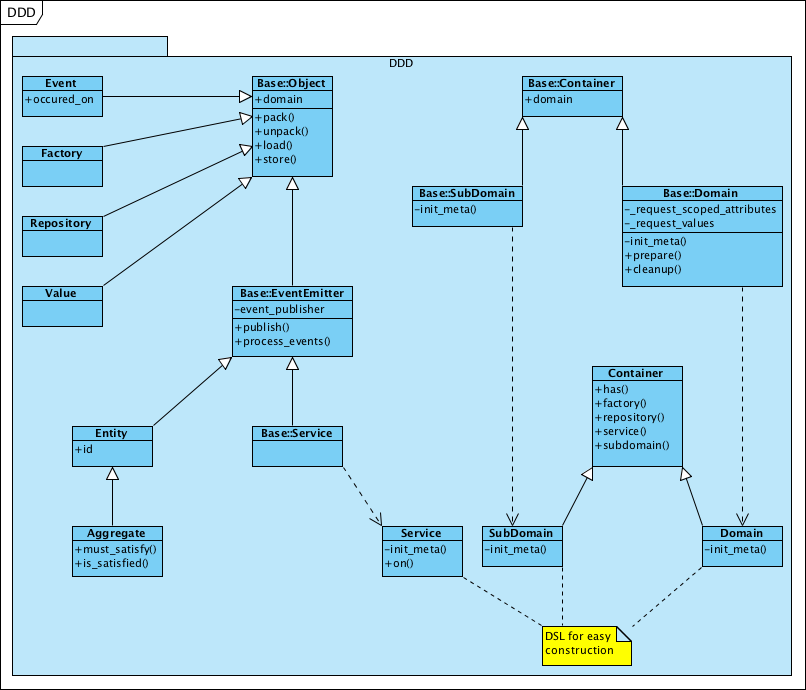 DDD
DDD
Event
+occured_on
Base::Object
+domain
+pack()
+unpack()
+load()
+store()
Base::Container
+domain
Factory
Repository
Value
Base::SubDomain
-init_meta()
Base::Domain
-_request_scoped_attributes
-_request_values
-init_meta()
+prepare()
+cleanup()
Base::EventEmitter
-event_publisher
+publish()
+process_events()
Container
+has()
+factory()
+repository()
+service()
+subdomain()
Entity
+id
Base::Service
Aggregate
+must_satisfy()
+is_satisfied()
Service
-init_meta()
+on()
SubDomain
-init_meta()
Domain
-init_meta()
DSL for easy
construction